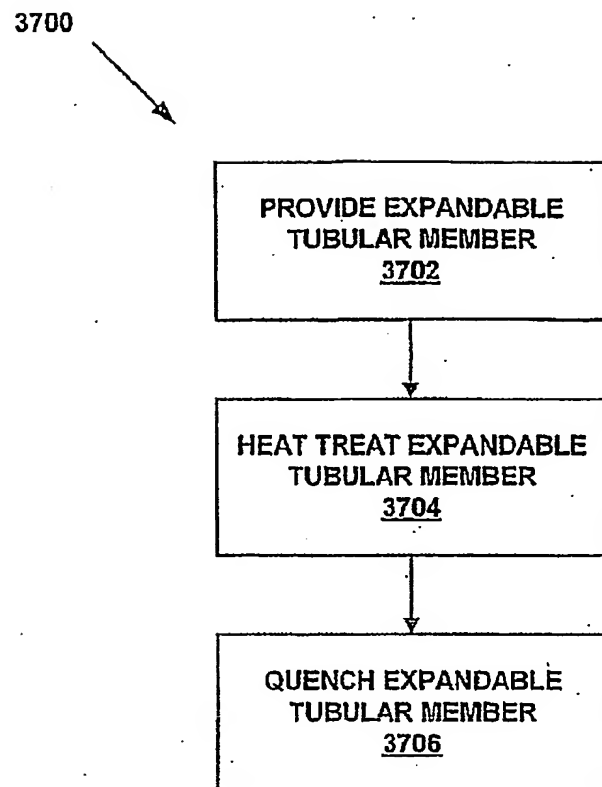 3700
PROVIDE EXPANDABLE
TUBULAR MEMBER
3702
HEAT TREAT EXPANDABLE
TUBULAR MEMBER
3704
QUENCH EXPANDABLE
TUBULAR MEMBER
3706